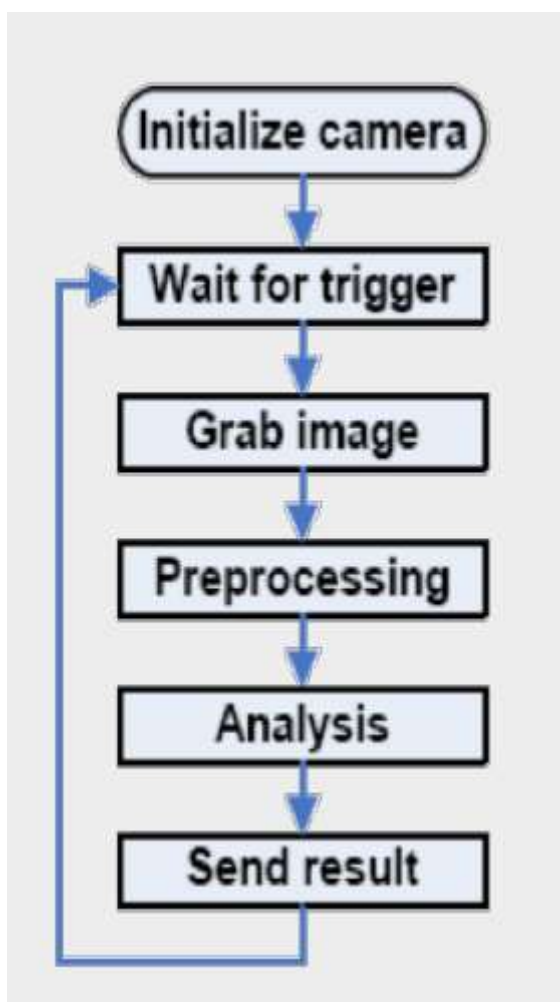 Initialize camera
Wait for trigger
Grab image
Preprocessing
Analysis
Send result